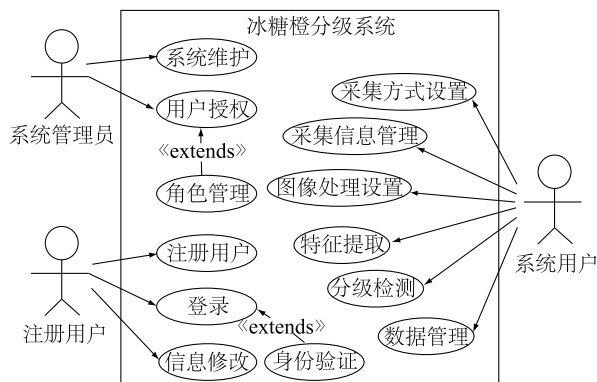 冰糖橙分级系统
系统维护
用户授权
系统管理员
《extends》
角色管理
采集方式设置
采集信息管理
图像处理设置
特征提取
分级检测
数据管理
系统用户
注册用户
登录
注册用户
《extends》
信息修改
身份验证